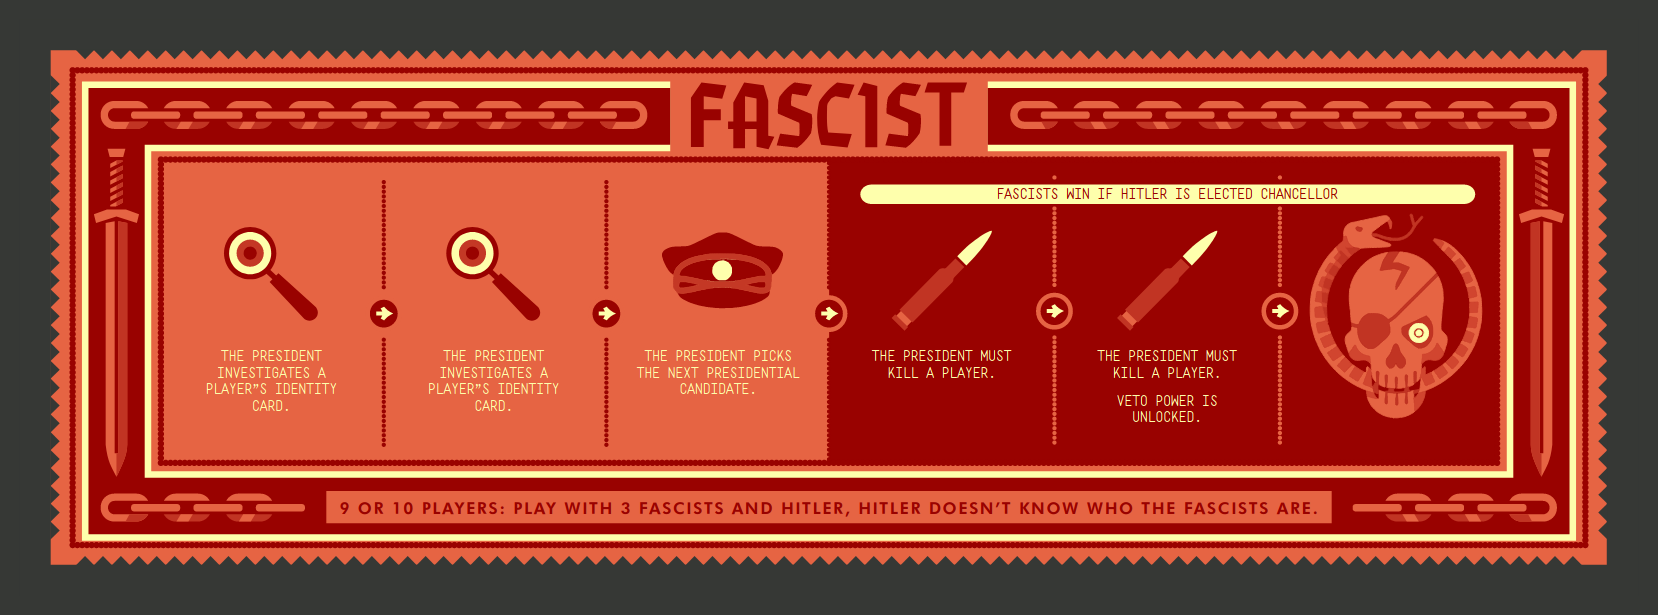 FASCIST
FASCISTS WIN IF HITLER IS ELECTED CHANCELLOR
THE PRESIDENT
INVESTIGATES A
PLAYER"S IDENTITY
CARD.
THE PRESIDENT
INVESTIGATES A
PLAYER"S IDENTITY
CARD.
THE PRESIDENT PICKS
THE NEXT PRESIDENTIAL
CANDIDATE.
THE PRESIDENT MUST
KILL A PLAYER.
THE PRESIDENT MUST
KILL A PLAYER.
VETO POWER IS
UNLOCKED.
9 OR 10 PLAYERS: PLAY WITH 3 FASCISTS AND HITLER, HITLER DOESN'T KNOW WHO THE FASCISTS ARE.